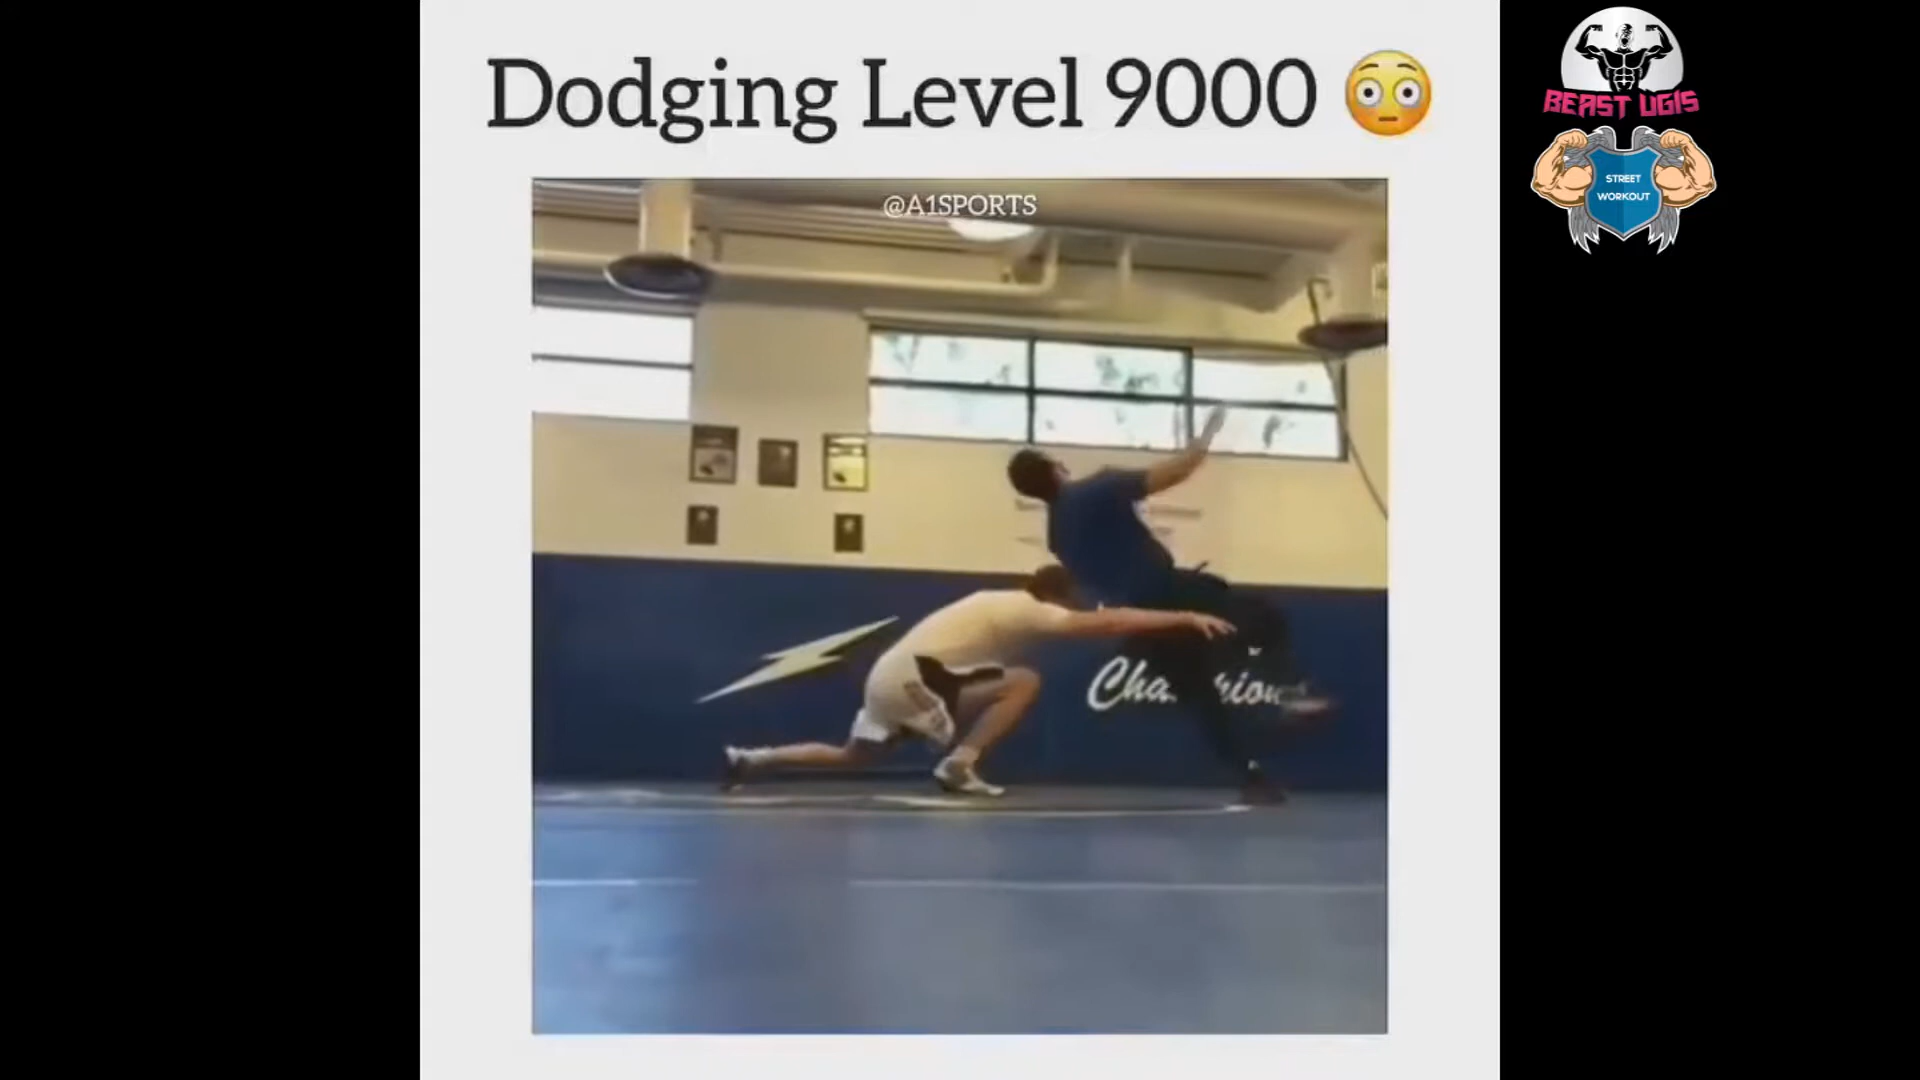 Dodging Level 9000 😳
@A1SPORTS
BEAST UGIS
STREET
WORKOUT